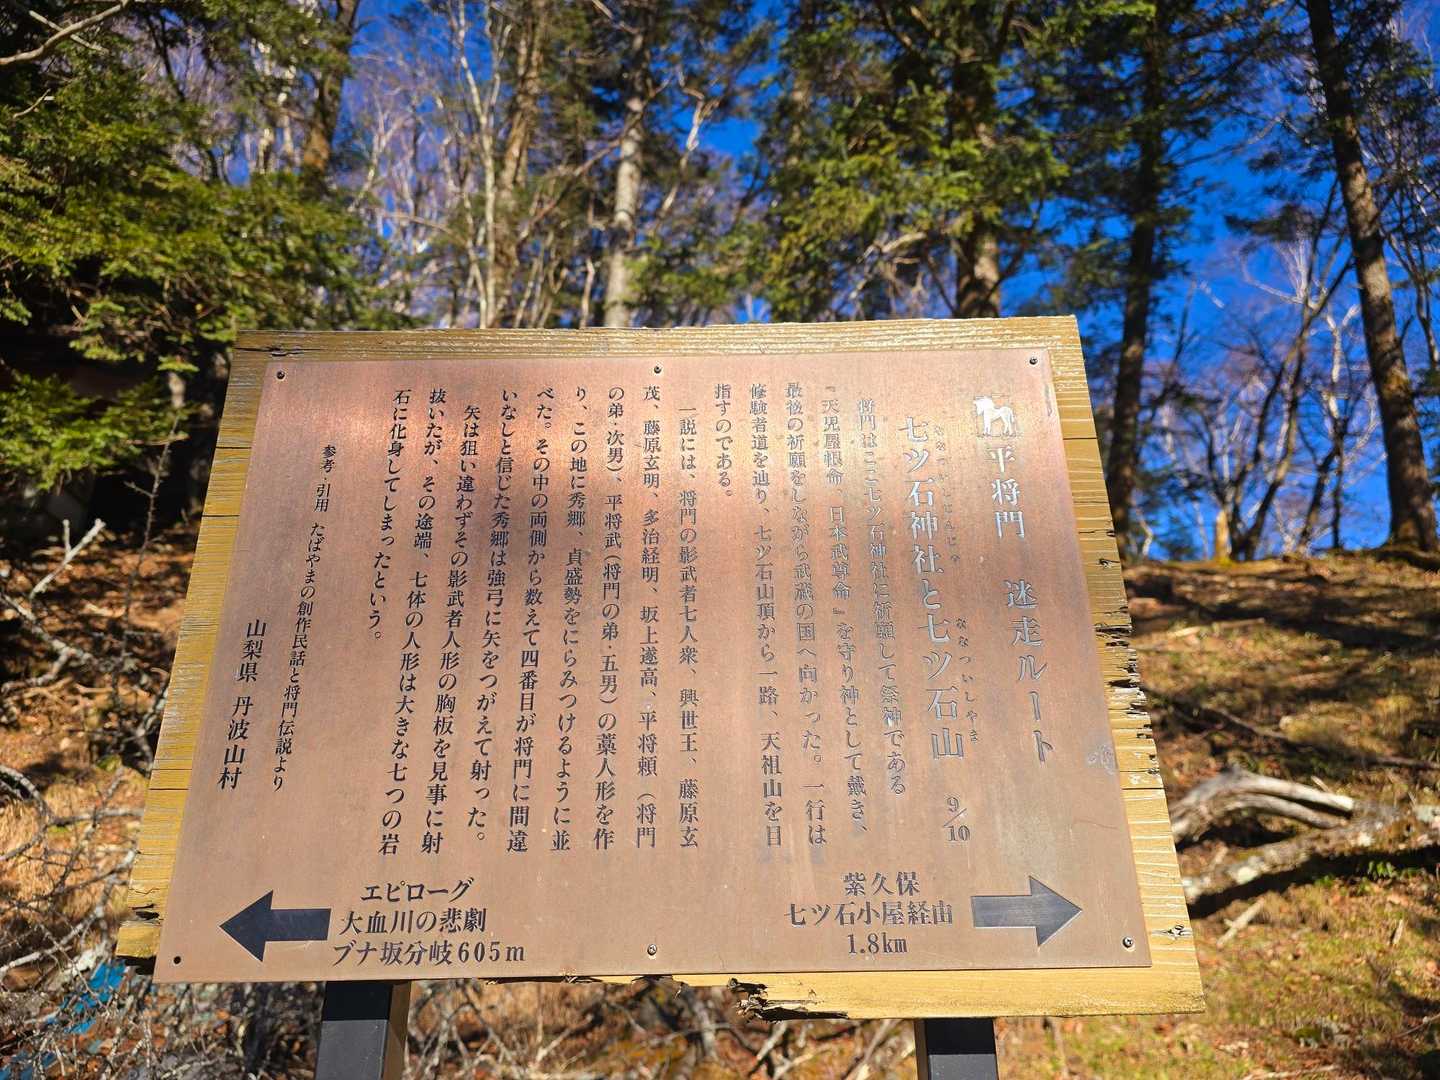 平将門 迷走ルート
ななついしじんじゃ ななついしやま
七ツ石神社と七ツ石山 9/10
将門はここ七ツ石神社に祈願して祭神である
『天児屋根命、日本武尊命』を守り神として戴き、
最後の祈願をしながら武蔵の国へ向かった。一行は
修験者道を辿り、七ツ石山頂から一路、天祖山を目
指すのである。
一説には、将門の影武者七人衆、興世王、藤原玄
茂、藤原玄明、多治経明、坂上遂高、平将頼（将門
の弟·次男）、平将武（将門の弟·五男）の藁人形を作
り、この地に秀郷、貞盛勢をにらみつけるように並
べた。その中の両側から数えて四番目が将門に間違
いなしと信じた秀郷は強弓に矢をつがえて射った。
矢は狙い違わずその影武者人形の胸板を見事に射
抜いたが、その途端、七体の人形は大きな七つの岩
石に化身してしまったという。
参考·引用 たばやまの創作民話と将門伝説より
山梨県 丹波山村
エピローグ
大血川の悲劇
ブナ坂分岐605m
紫久保
七ツ石小屋経由
1.8km